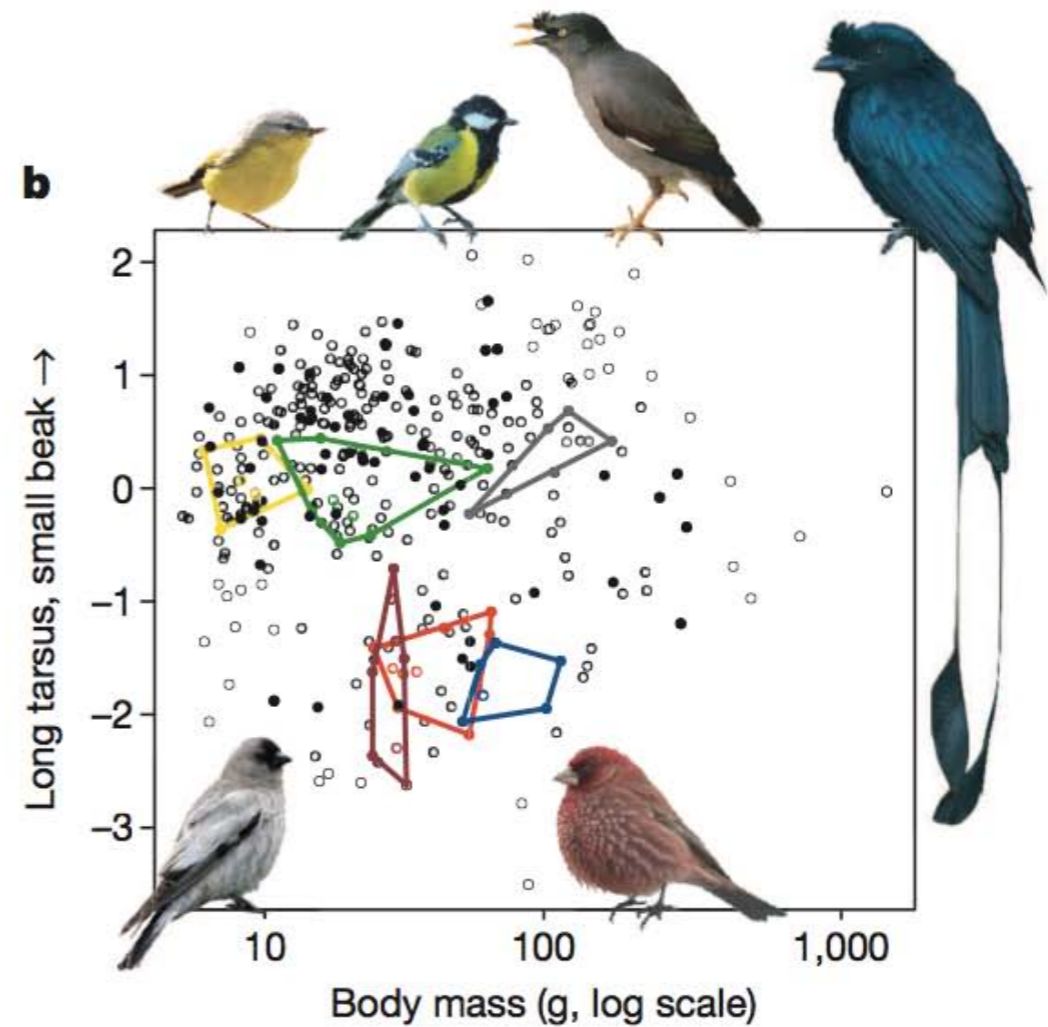 b
Long tarsus, small beak →
2
1
0
−1
−2
−3
10 100 1,000
Body mass (g, log scale)